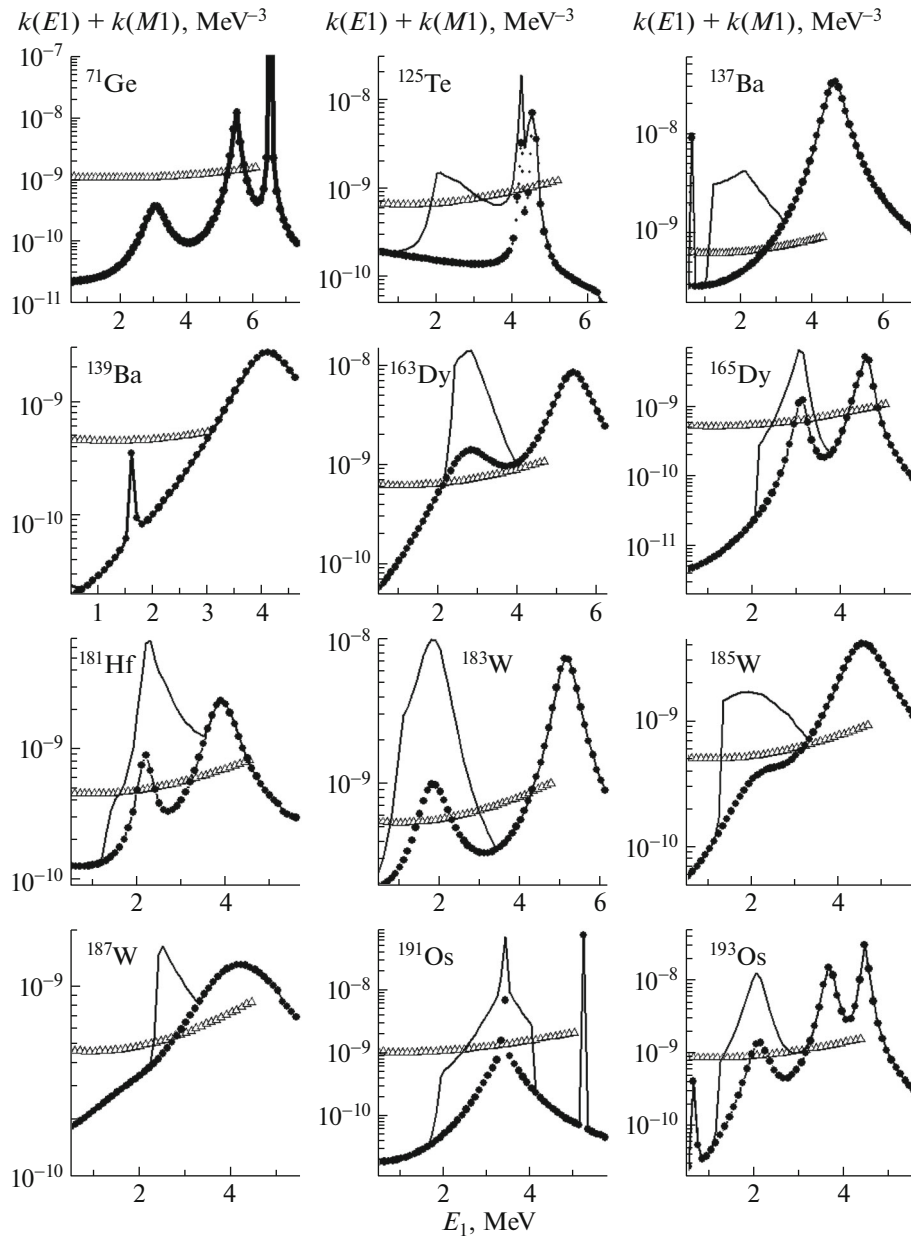 k(E1) + k(M1), MeV⁻³ k(E1) + k(M1), MeV⁻³ k(E1) + k(M1), MeV⁻³
10⁻⁷
⁷¹Ge
10⁻⁸
10⁻⁹
10⁻¹⁰
10⁻¹¹
2 4 6
¹²⁵Te
10⁻⁸
10⁻⁹
10⁻¹⁰
2 4 6
¹³⁷Ba
10⁻⁸
10⁻⁹
2 4 6
¹³⁹Ba
10⁻⁹
10⁻¹⁰
1 2 3 4
10⁻⁸
¹⁶³Dy
10⁻⁹
10⁻¹⁰
2 4 6
¹⁶⁵Dy
10⁻⁸
10⁻⁹
10⁻¹⁰
10⁻¹¹
2 4
¹⁸¹Hf
10⁻⁹
10⁻¹⁰
2 4
10⁻⁸
¹⁸³W
10⁻⁹
2 4 6
¹⁸⁵W
10⁻⁹
10⁻¹⁰
2 4
¹⁸⁷W
10⁻⁹
10⁻¹⁰
2 4
¹⁹¹Os
10⁻⁸
10⁻⁹
10⁻¹⁰
2 4
¹⁹³Os
10⁻⁸
10⁻⁹
10⁻¹⁰
2 4
E₁, MeV